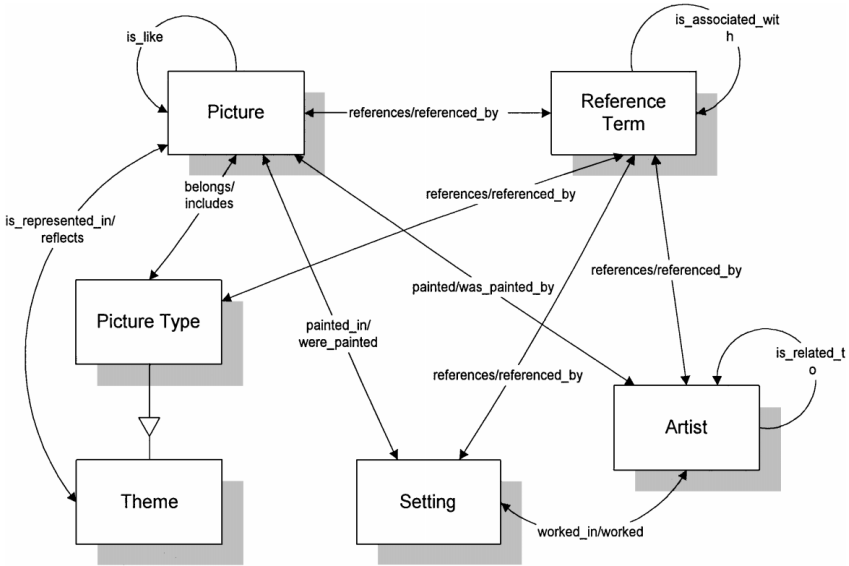 is_associated_wit
h
is_like
Picture
references/referenced_by
Reference
Term
belongs/
includes
references/referenced_by
is_represented_in/
reflects
references/referenced_by
painted/was_painted_by
Picture Type
painted_in/
were_painted
is_related_t
o
references/referenced_by
Artist
Theme
Setting
worked_in/worked